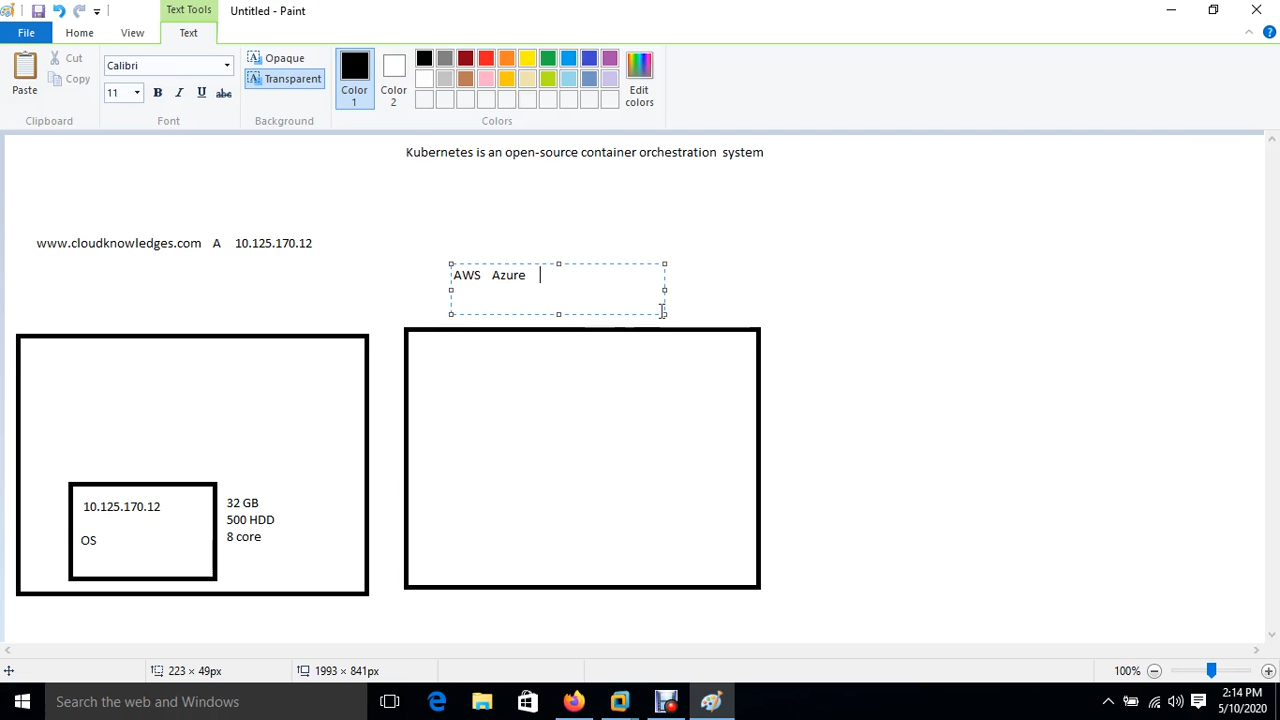 Text Tools
Untitled - Paint
File
Home
View
Text
Paste
Cut
Copy
Clipboard
Calibri
11
B I U abc
Font
Opaque
Transparent
Background
Color 1
Color 2
Edit colors
Colors
Kubernetes is an open-source container orchestration system
www.cloudknowledges.com A 10.125.170.12
AWS Azure
10.125.170.12
OS
32 GB
500 HDD
8 core
223 × 49px
1993 × 841px
100%
Search the web and Windows
2:14 PM
5/10/2020